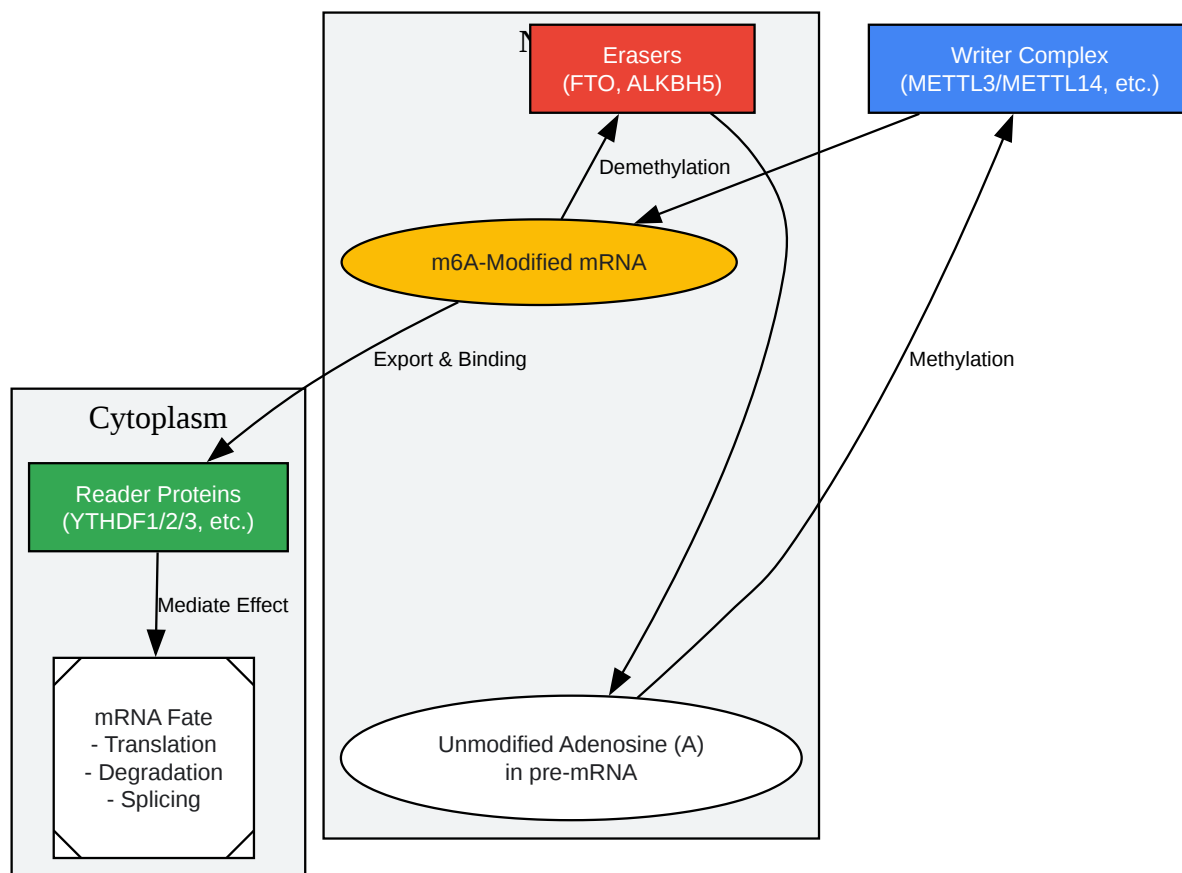 Erasers
(FTO, ALKBH5)
Writer Complex
(METTL3/METTL14, etc.)
Demethylation
m6A-Modified mRNA
Export & Binding
Methylation
Cytoplasm
Reader Proteins
(YTHDF1/2/3, etc.)
Mediate Effect
mRNA Fate
- Translation
- Degradation
- Splicing
Unmodified Adenosine (A)
in pre-mRNA